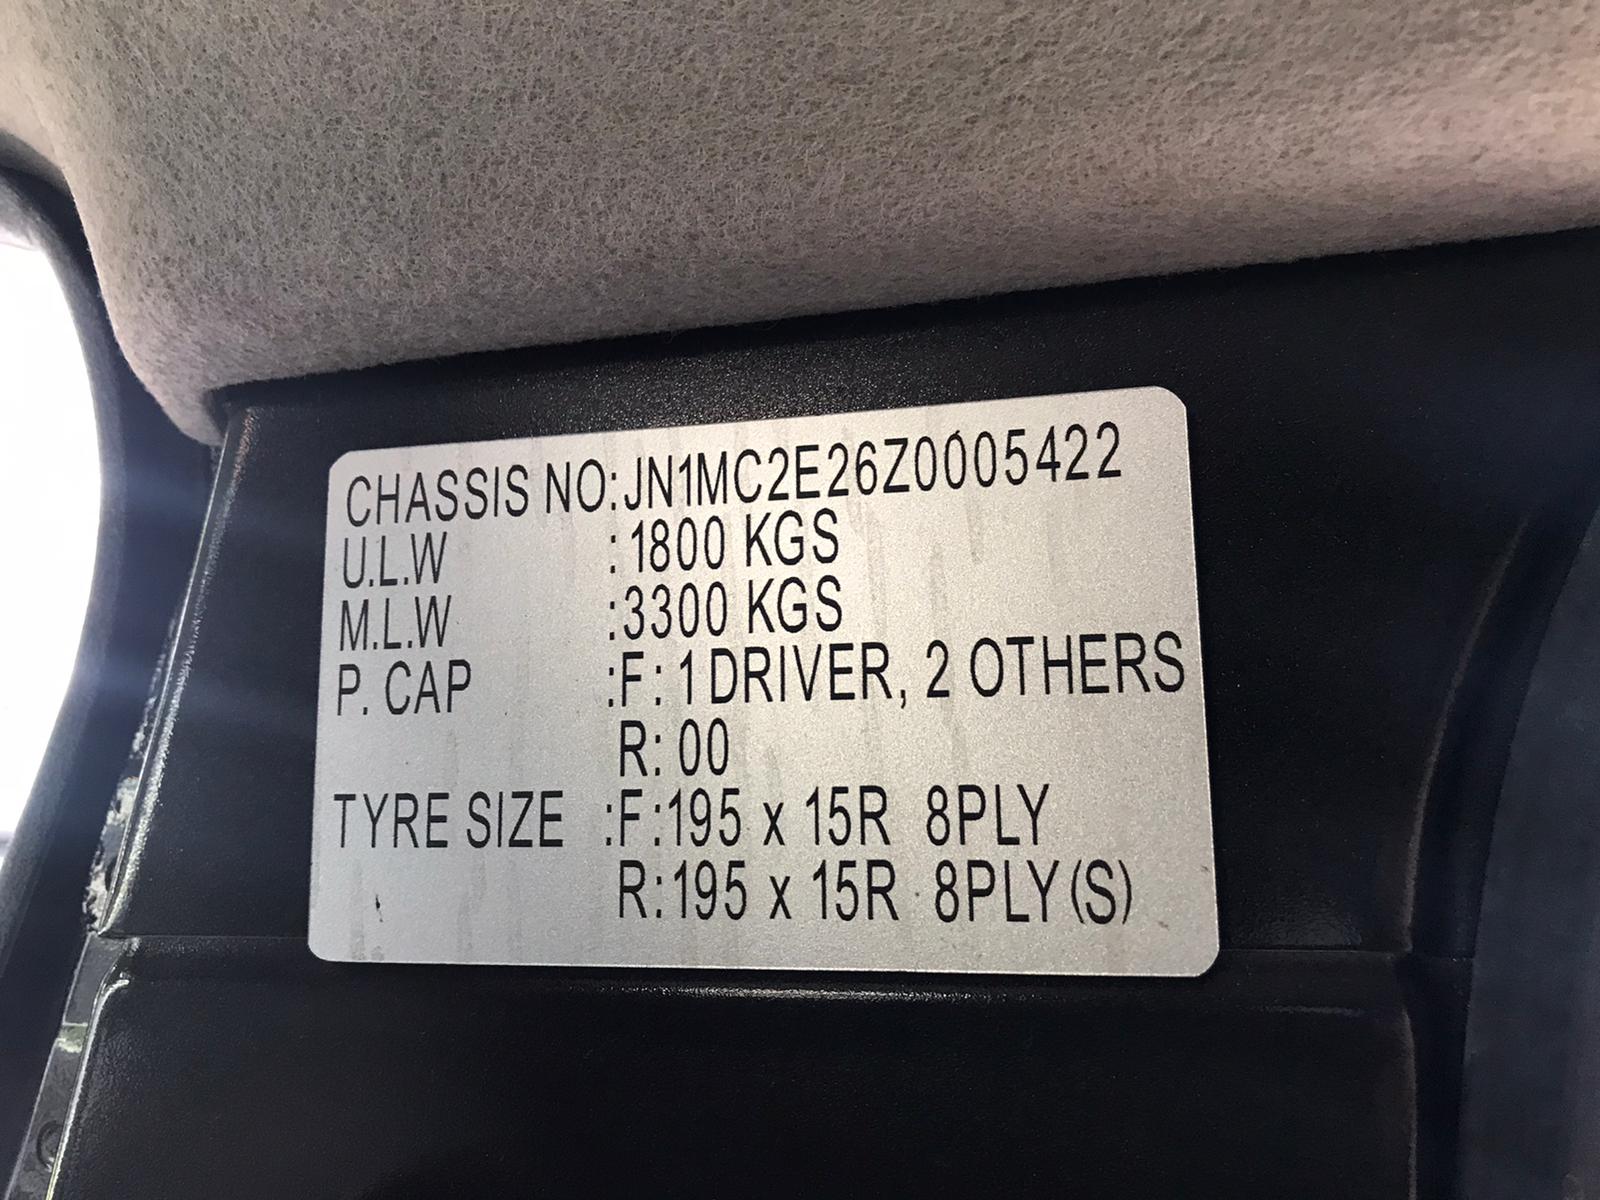 CHASSIS NO:JN1MC2E26Z0005422
U.L.W :1800 KGS
M.L.W :3300 KGS
P. CAP :F: 1 DRIVER, 2 OTHERS
R: 00
TYRE SIZE :F:195 x 15R 8PLY
R:195 x 15R 8PLY(S)